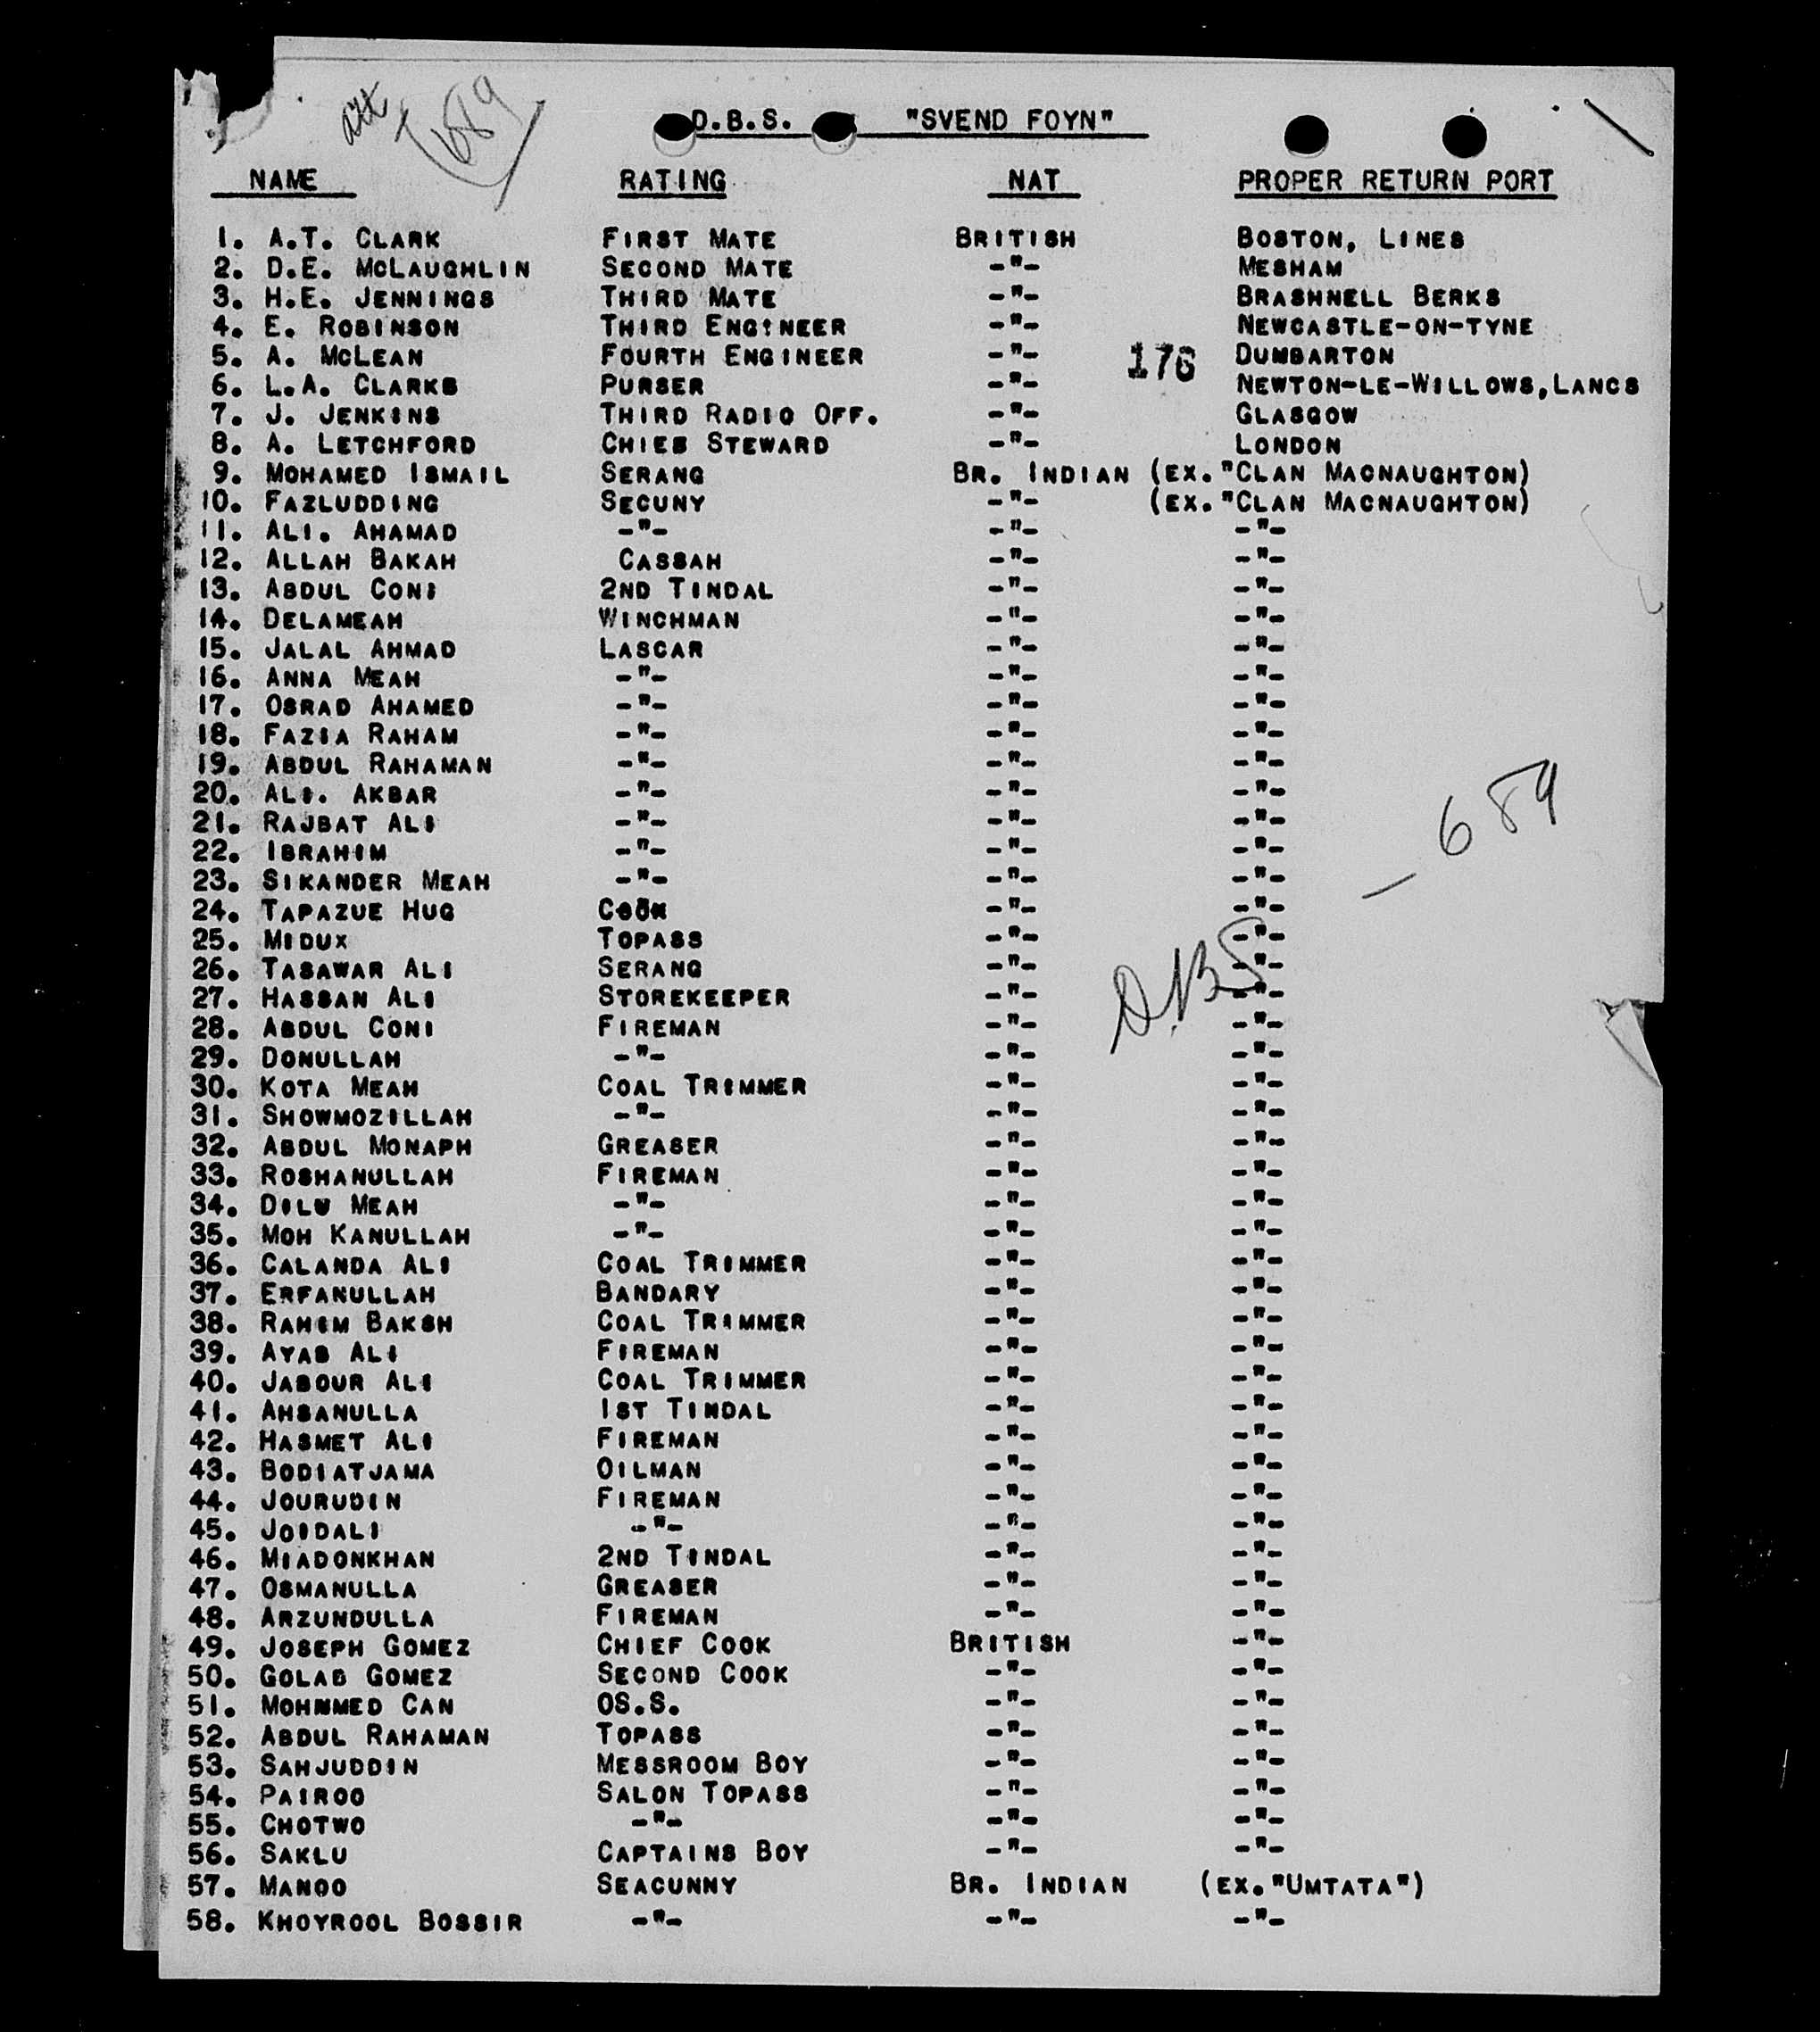 att 689
D.B.S. "SVEND FOYN"
NAME RATING NAT PROPER RETURN PORT
1. A.T. CLARK FIRST MATE BRITISH BOSTON, LINES
2. D.E. MCLAUGHLIN SECOND MATE -"- MESHAM
3. H.E. JENNINGS THIRD MATE -"- BRASHNELL BERKS
4. E. ROBINSON THIRD ENGINEER -"- NEWCASTLE-ON-TYNE
5. A. MCLEAN FOURTH ENGINEER -"- 176 DUMBARTON
6. L.A. CLARKE PURSER -"- NEWTON-LE-WILLOWS, LANCS
7. J. JENKINS THIRD RADIO OFF. -"- GLASGOW
8. A. LETCHFORD CHIEF STEWARD -"- LONDON
9. MOHAMED ISMAIL SERANG BR. INDIAN (EX. "CLAN MACNAUGHTON)
10. FAZLUDDING SECUNY -"- (EX. "CLAN MACNAUGHTON)
11. ALI. AHAMAD -"- -"- -"-
12. ALLAH BAKAH CASSAH -"- -"-
13. ABDUL CONI 2ND TINDAL -"- -"-
14. DELAMEAH WINCHMAN -"- -"-
15. JALAL AHMAD LASCAR -"- -"-
16. ANNA MEAH -"- -"- -"-
17. OSRAD AHAMED -"- -"- -"-
18. FAZIA RAHAM -"- -"- -"-
19. ABDUL RAHAMAN -"- -"- -"-
20. ALI. AKBAR -"- -"- -"-
21. RAJBAT ALI -"- -"- -"-
22. IBRAHIM -"- -"- -"-
23. SIKANDER MEAH -"- -"- -"-
— 689
24. TAPAZUE HUG COOK -"- -"-
25. MIDUX TOPASS -"- -"-
26. TASAWAR ALI SERANG -"- -"-
27. HASSAN ALI STOREKEEPER -"- -"-
DBS
28. ABDUL CONI FIREMAN -"- -"-
29. DONULLAH -"- -"- -"-
30. KOTA MEAH COAL TRIMMER -"- -"-
31. SHOWMOZILLAH -"- -"- -"-
32. ABDUL MONAPH GREASER -"- -"-
33. ROSHANULLAH FIREMAN -"- -"-
34. DILU MEAH -"- -"- -"-
35. MOH KANULLAH -"- -"- -"-
36. CALANDA ALI COAL TRIMMER -"- -"-
37. ERFANULLAH BANDARY -"- -"-
38. RAHIM BAKSH COAL TRIMMER -"- -"-
39. AYAB ALI FIREMAN -"- -"-
40. JABOUR ALI COAL TRIMMER -"- -"-
41. AHSANULLA 1ST TINDAL -"- -"-
42. HASMET ALI FIREMAN -"- -"-
43. BODIATJAMA OILMAN -"- -"-
44. JOURUDIN FIREMAN -"- -"-
45. JOIDALI -"- -"- -"-
46. MIADONKHAN 2ND TINDAL -"- -"-
47. OSMANULLA GREASER -"- -"-
48. ARZUNDULLA FIREMAN -"- -"-
49. JOSEPH GOMEZ CHIEF COOK BRITISH -"-
50. GOLAB GOMEZ SECOND COOK -"- -"-
51. MOHMMED CAN OS.S. -"- -"-
52. ABDUL RAHAMAN TOPASS -"- -"-
53. SAHJUDDIN MESSROOM BOY -"- -"-
54. PAIROO SALON TOPASS -"- -"-
55. CHOTWO -"- -"- -"-
56. SAKLU CAPTAINS BOY -"- -"-
57. MANOO SEACUNNY BR. INDIAN (EX. "UMTATA")
58. KHOYROOL BOSSIR -"- -"- -"-